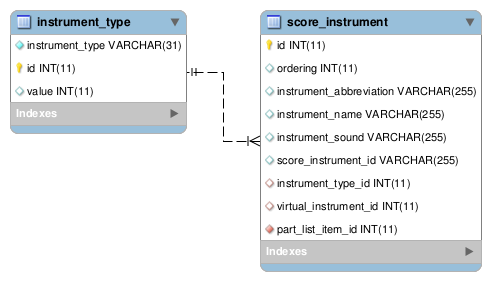 instrument_type
instrument_type VARCHAR(31)
id INT(11)
value INT(11)
Indexes
score_instrument
id INT(11)
ordering INT(11)
instrument_abbreviation VARCHAR(255)
instrument_name VARCHAR(255)
instrument_sound VARCHAR(255)
score_instrument_id VARCHAR(255)
instrument_type_id INT(11)
virtual_instrument_id INT(11)
part_list_item_id INT(11)
Indexes